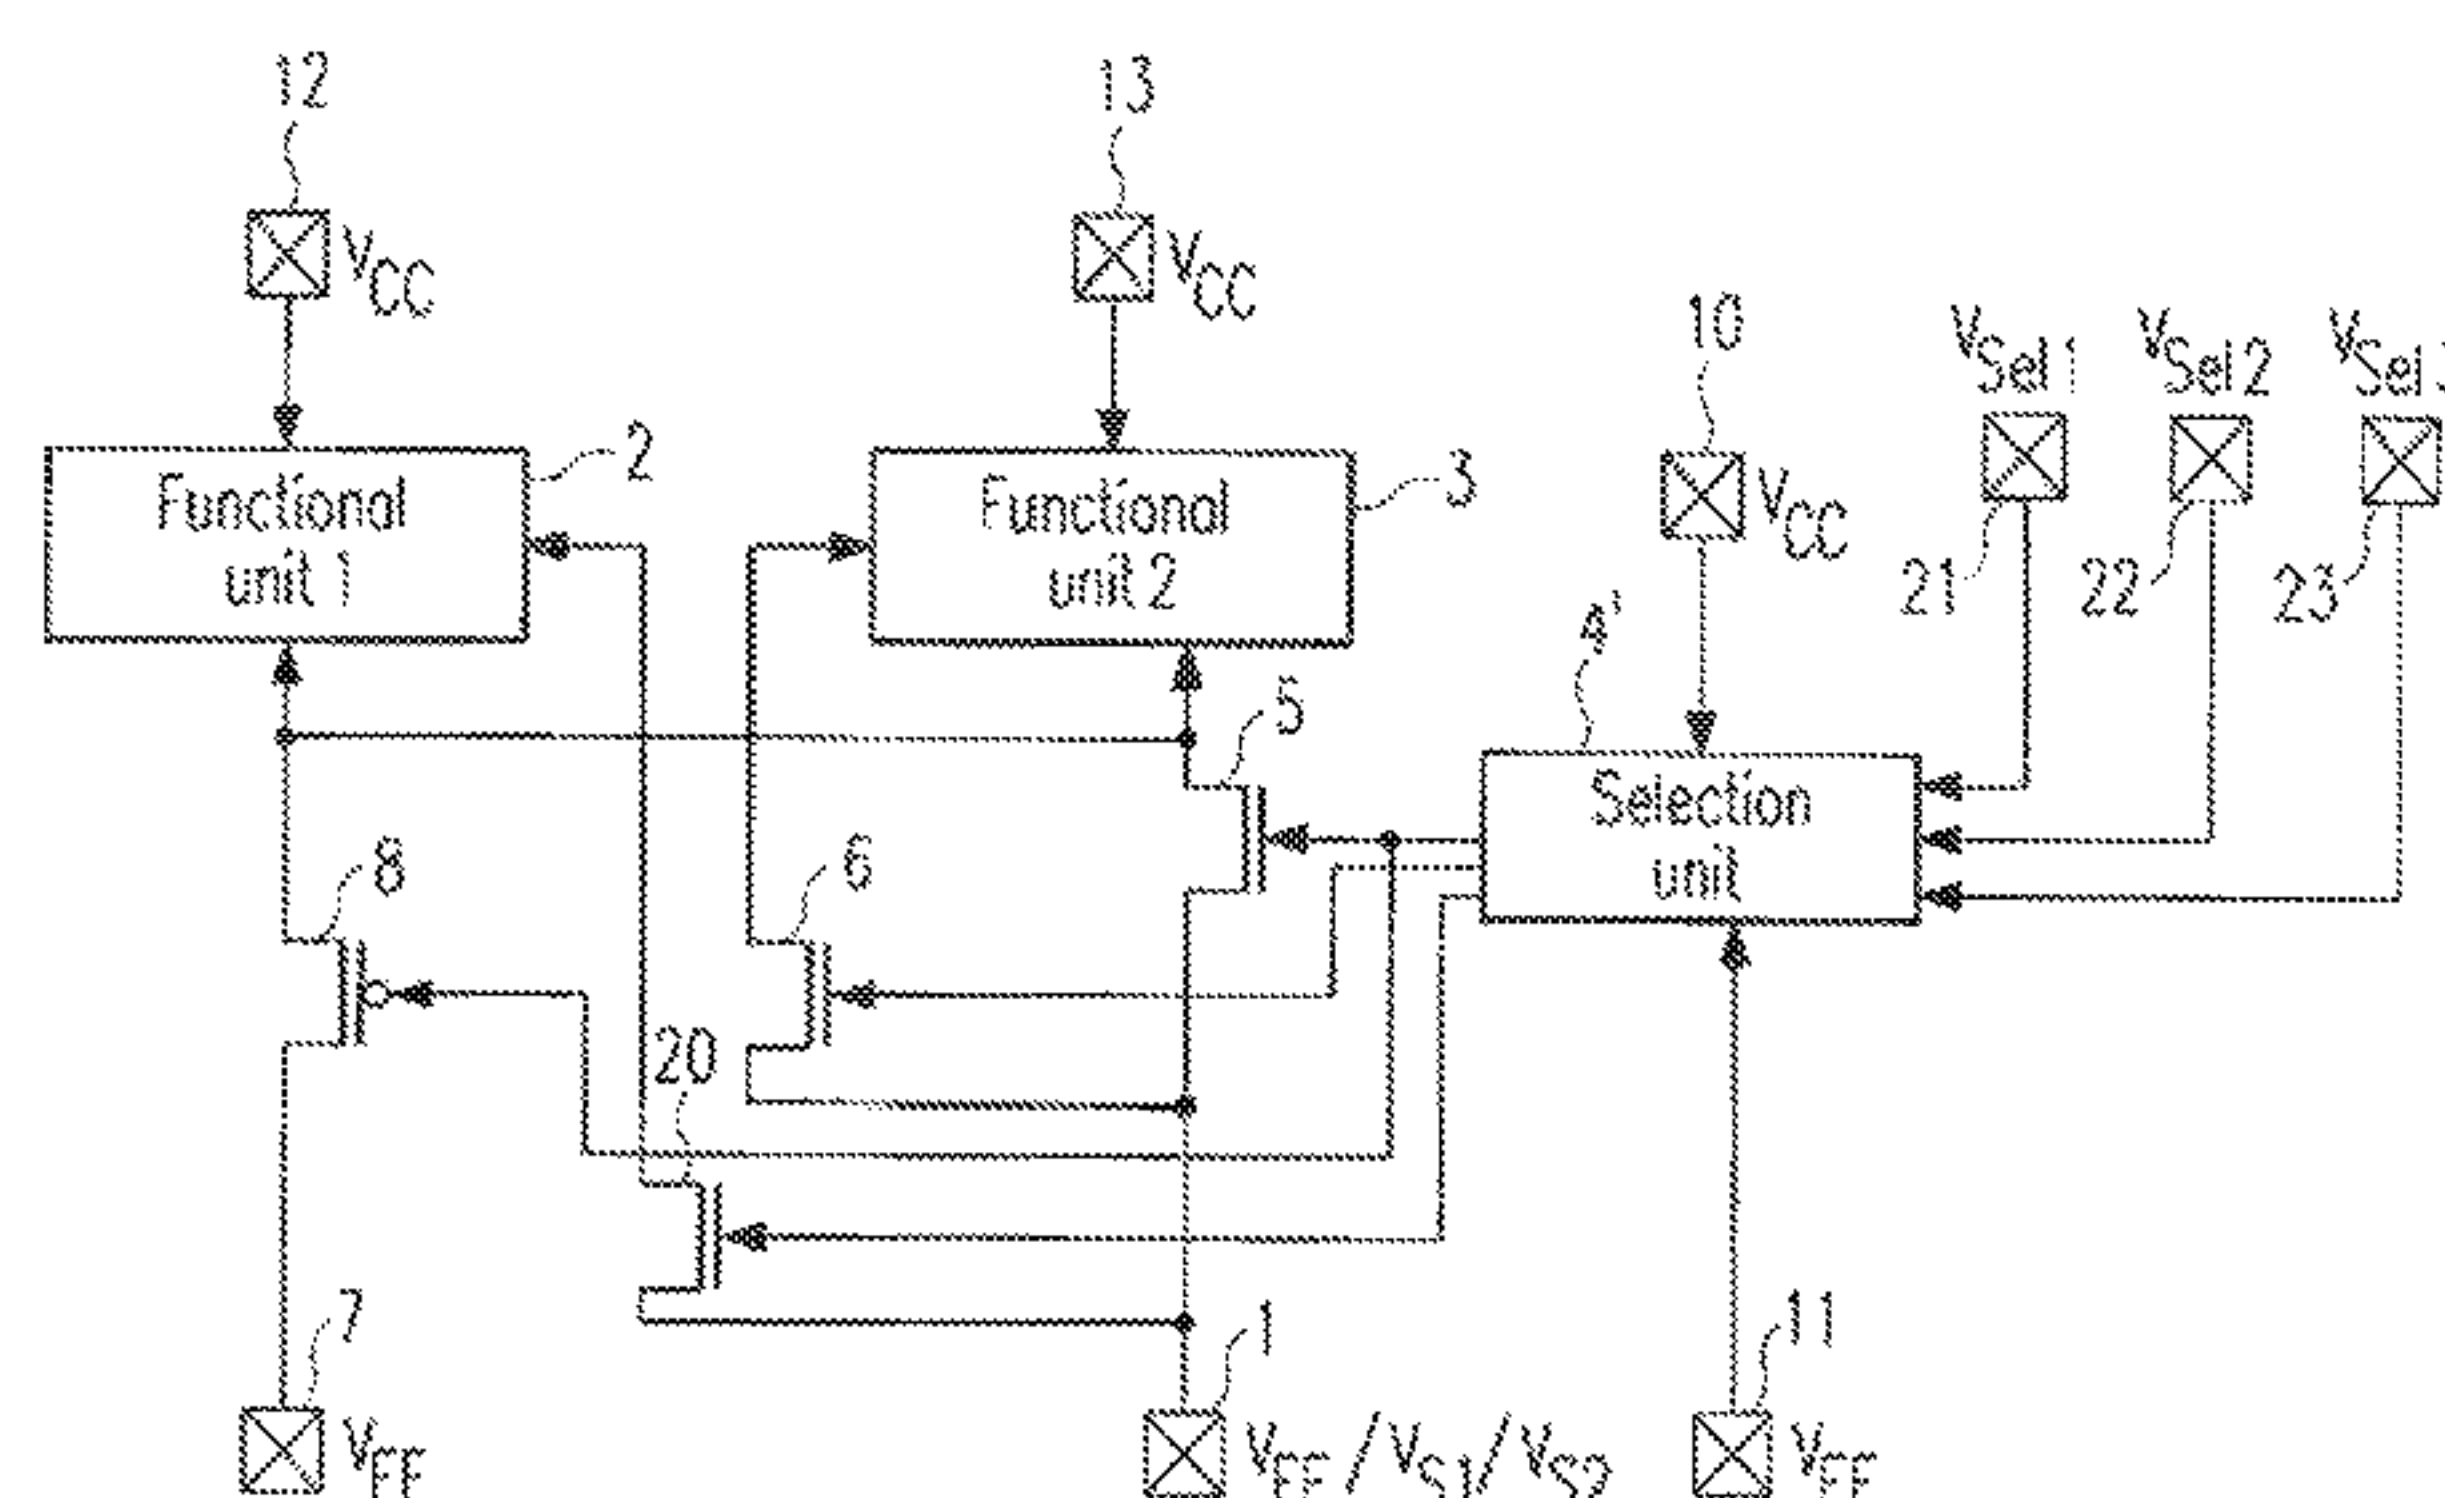 12
13
VCC
VCC
10
VSel 1
VSel 2
VSel
2
3
Functional
unit 1
Functional
unit 2
VCC
21
22
23
4'
5
Selection
unit
8
6
20
7
1
11
VEE
VEE/VS1/VS2
VEE